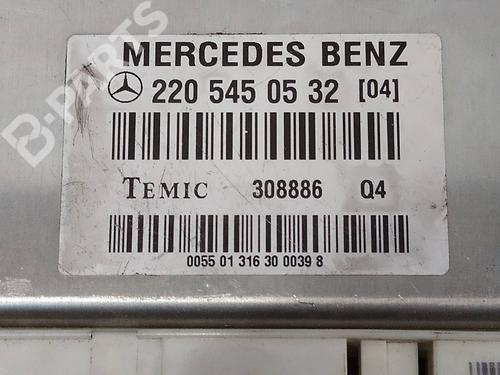 MERCEDES BENZ
220 545 05 32 [04]
TEMIC 308886 Q4
0055 01 316 30 0039 8
B-PARTS